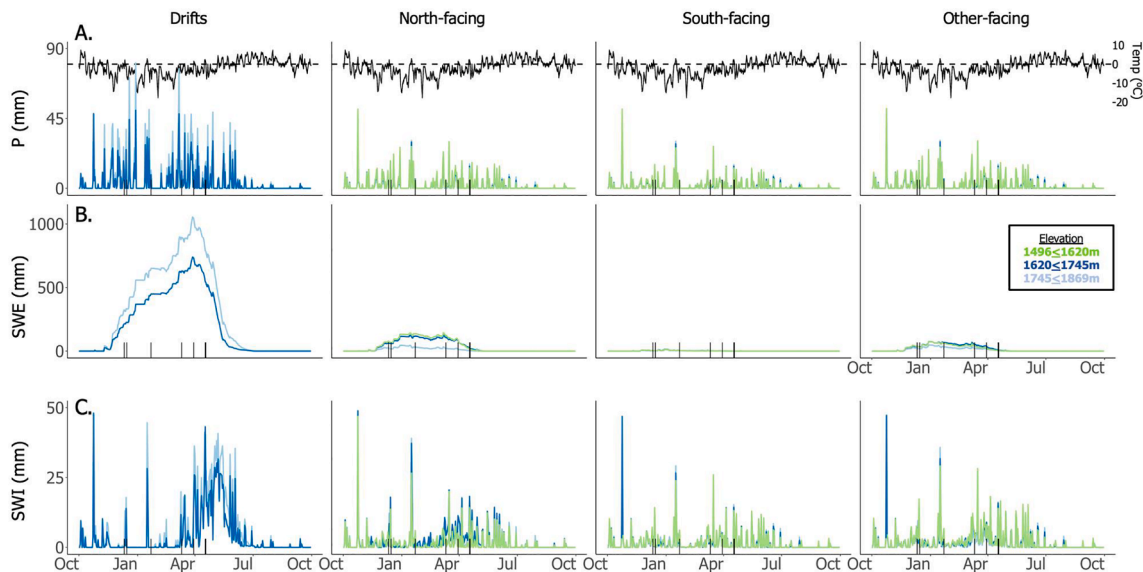 Drifts North-facing South-facing Other-facing
A.
90
45
0
P (mm)
10
0
-10
-20
Temp (ºC)
B.
1000
500
0
SWE (mm)
Elevation
1496≤1620m
1620≤1745m
1745≤1869m
Oct Jan Apr Jul Oct
C.
50
25
0
SWI (mm)
Oct Jan Apr Jul Oct Oct Jan Apr Jul Oct Oct Jan Apr Jul Oct Oct Jan Apr Jul Oct